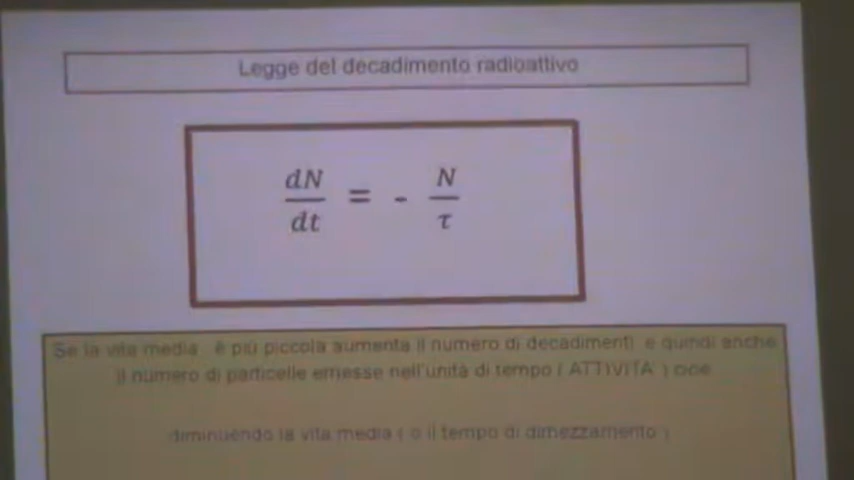 Legge del decadimento radioattivo
dN/dt = - N/τ
Se la vita media è più piccola aumenta il numero di decadimenti e quindi anche
il numero di particelle emesse nell'unità di tempo ( ATTIVITA' )
diminuendo la vita media ( o il tempo di dimezzamento )